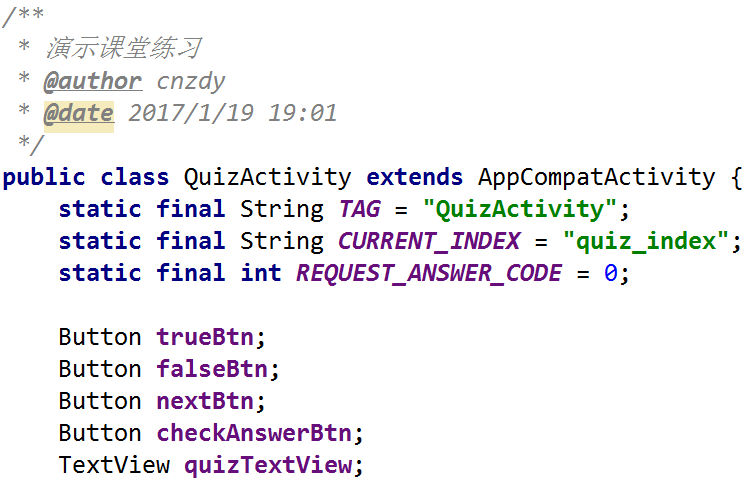 /**
 * 演示课堂练习
 * @author cnzdy
 * @date 2017/1/19 19:01
 */
public class QuizActivity extends AppCompatActivity {
    static final String TAG = "QuizActivity";
    static final String CURRENT_INDEX = "quiz_index";
    static final int REQUEST_ANSWER_CODE = 0;

    Button trueBtn;
    Button falseBtn;
    Button nextBtn;
    Button checkAnswerBtn;
    TextView quizTextView;